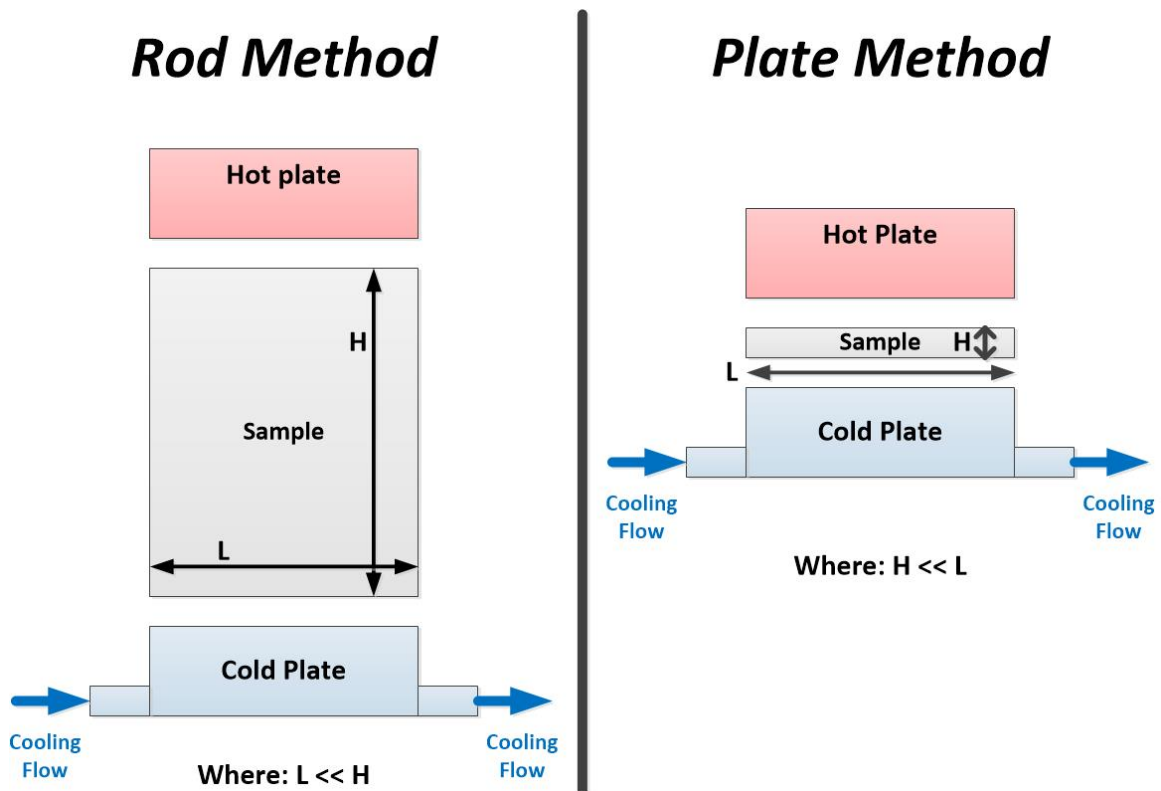 Rod Method
Hot plate
H
Sample
L
Cold Plate
Cooling
Flow
Cooling
Flow
Where: L << H
Plate Method
Hot Plate
Sample H
L
Cold Plate
Cooling
Flow
Cooling
Flow
Where: H << L